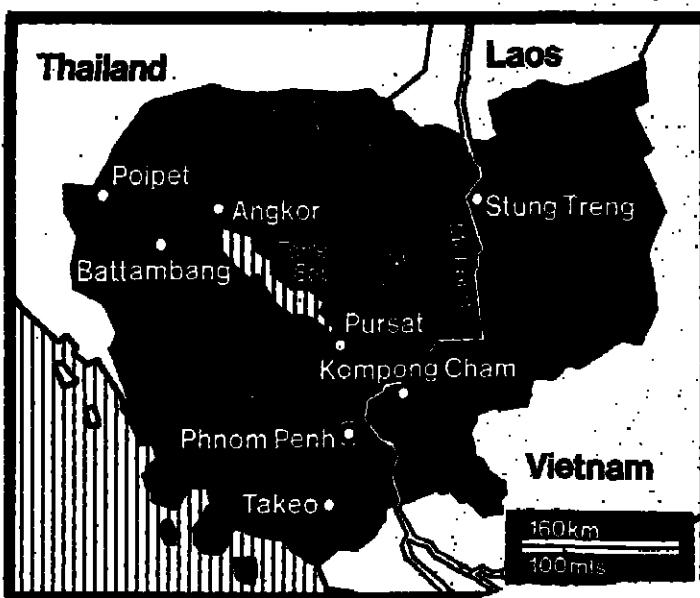 Thailand
Laos
Poipet
Angkor
Stung Treng
Battambang
Pursat
Kompong Cham
Phnom Penh
Vietnam
Takeo
160km
100mls